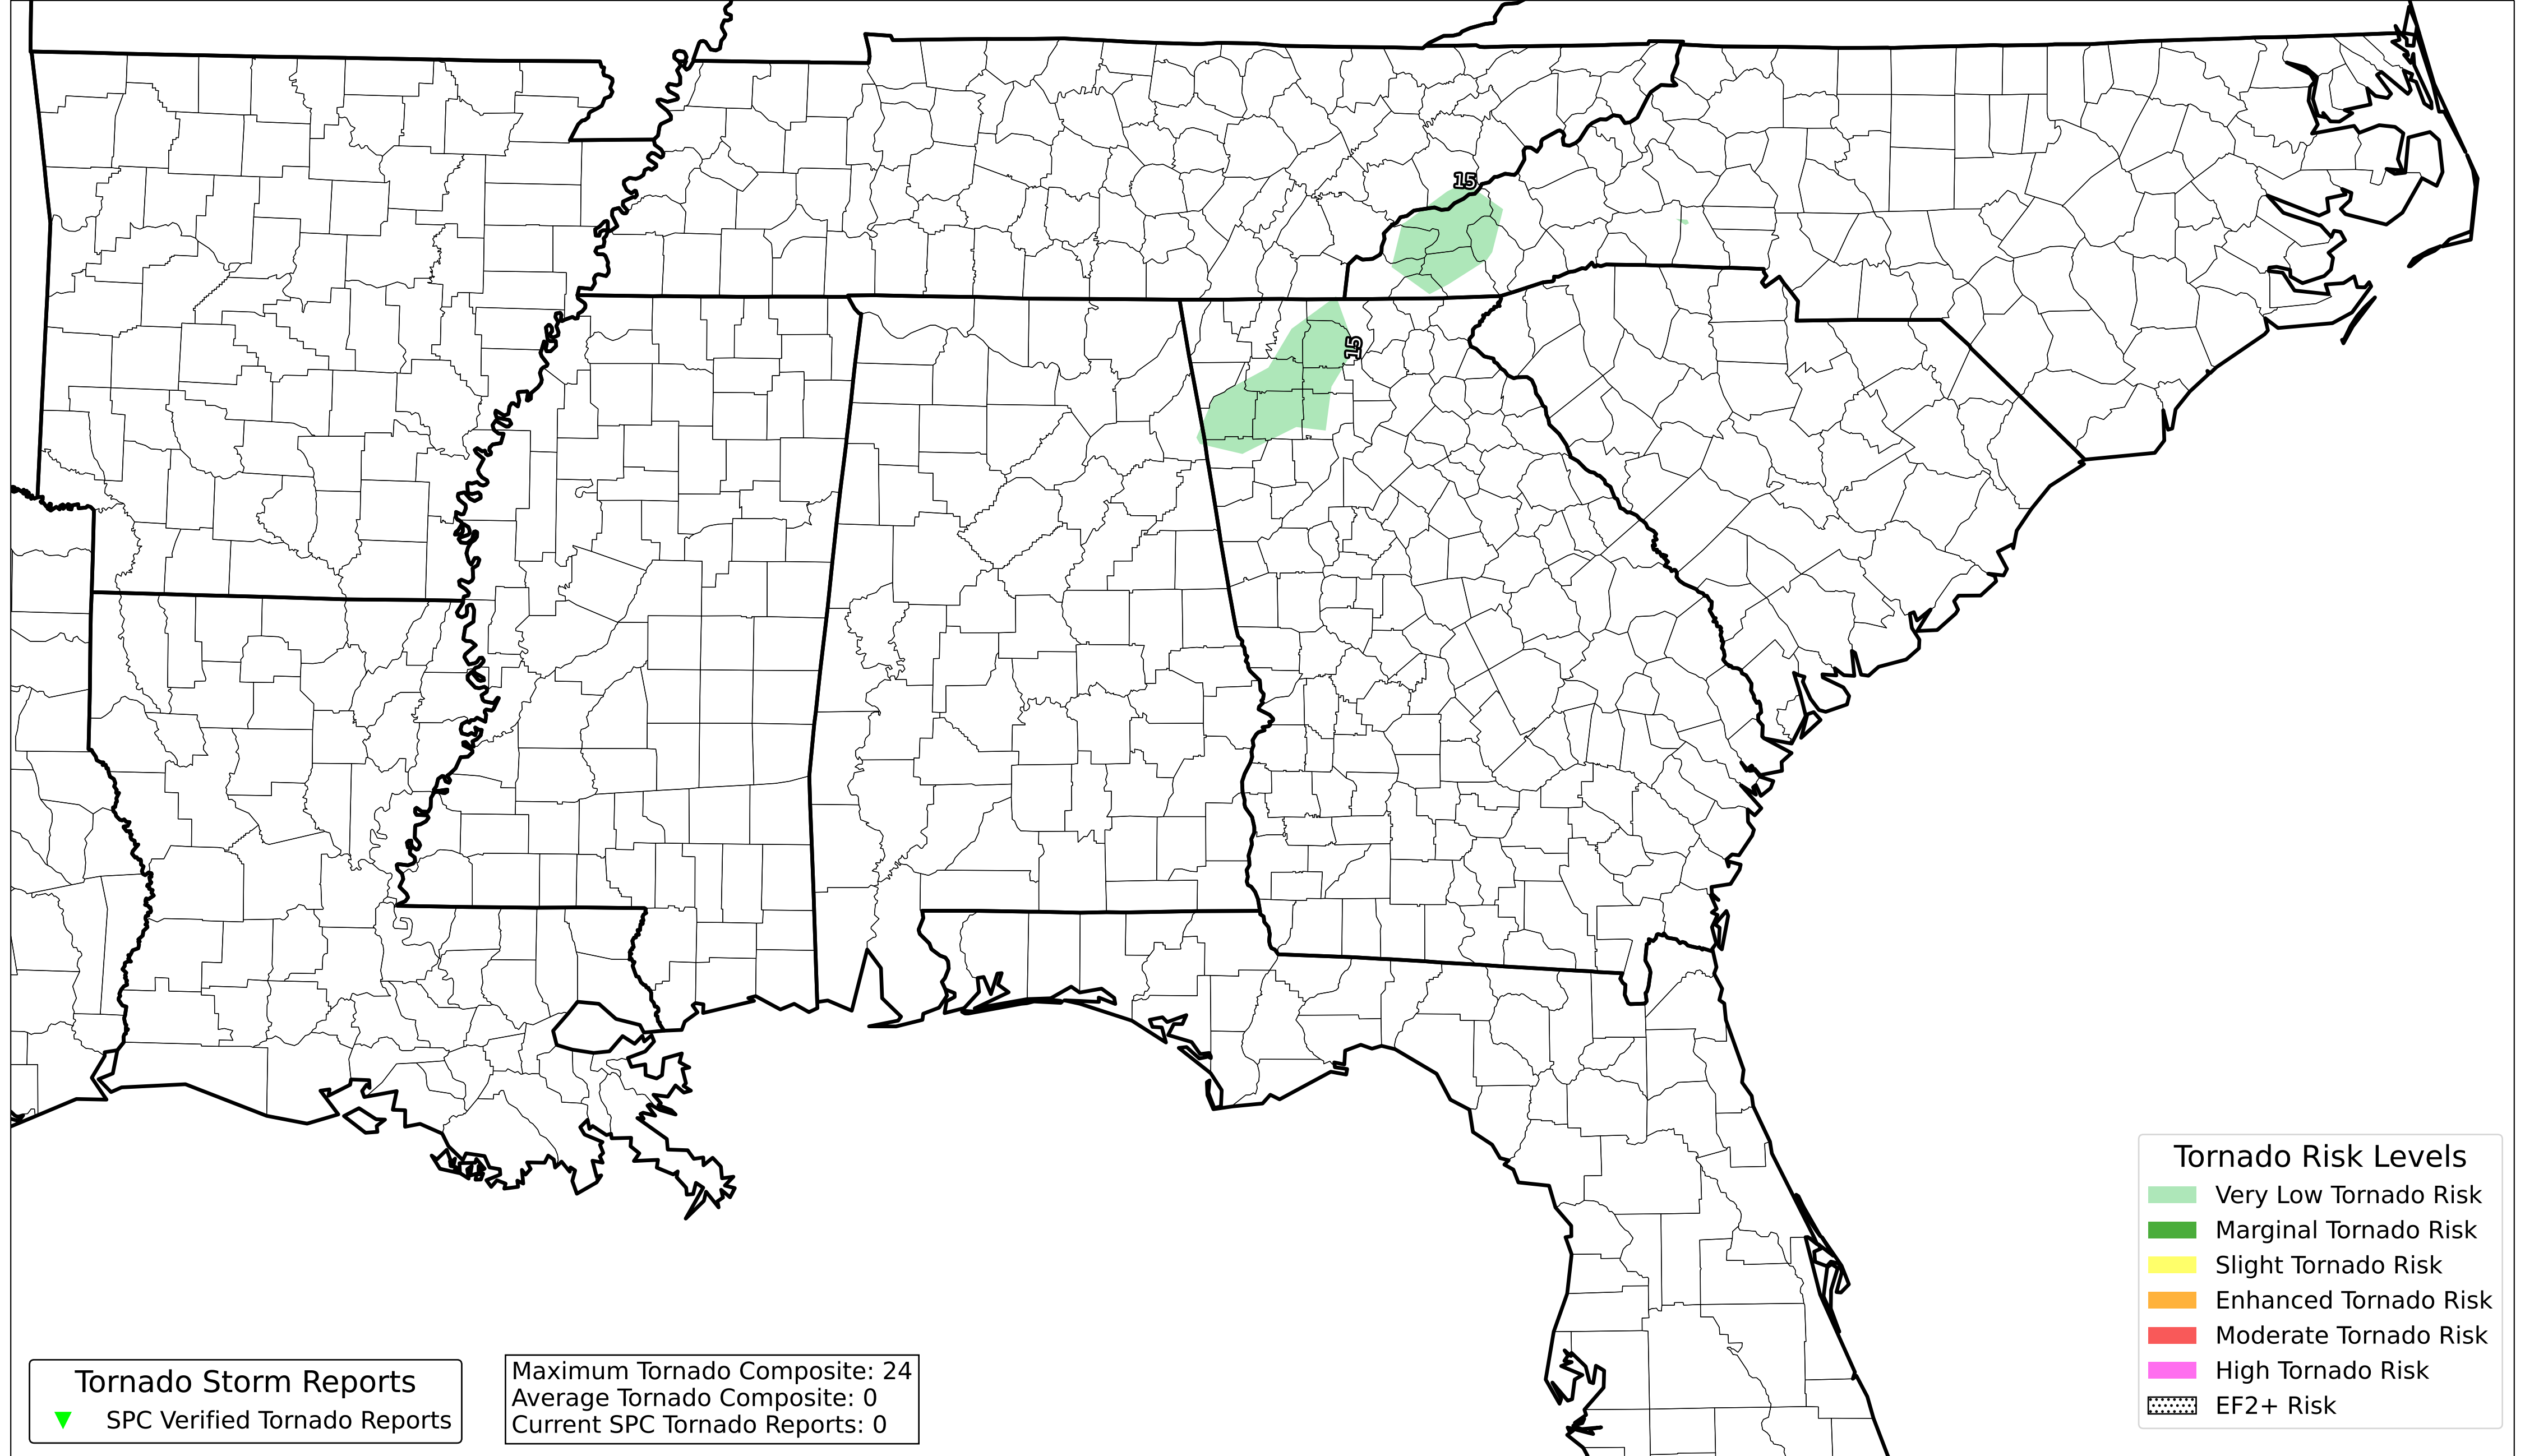 15
15
Tornado Risk Levels
Very Low Tornado Risk
Marginal Tornado Risk
Slight Tornado Risk
Enhanced Tornado Risk
Moderate Tornado Risk
High Tornado Risk
EF2+ Risk
Tornado Storm Reports
SPC Verified Tornado Reports
Maximum Tornado Composite: 24
Average Tornado Composite: 0
Current SPC Tornado Reports: 0